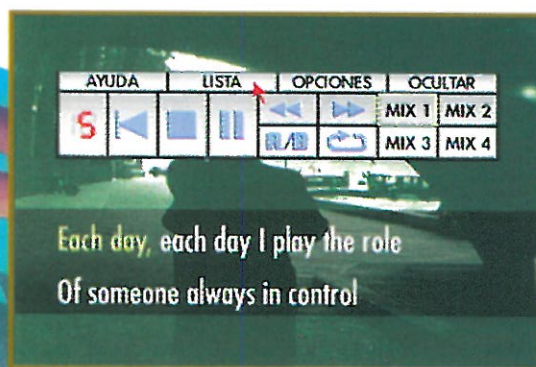 AYUDA LISTA OPCIONES OCULTAR
S MIX 1 MIX 2
A/B MIX 3 MIX 4
Each day, each day I play the role
Of someone always in control